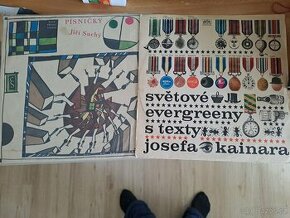 PÍSNIČKY
Jiří Suchý
světové
evergreeny
s texty
josefa kainara